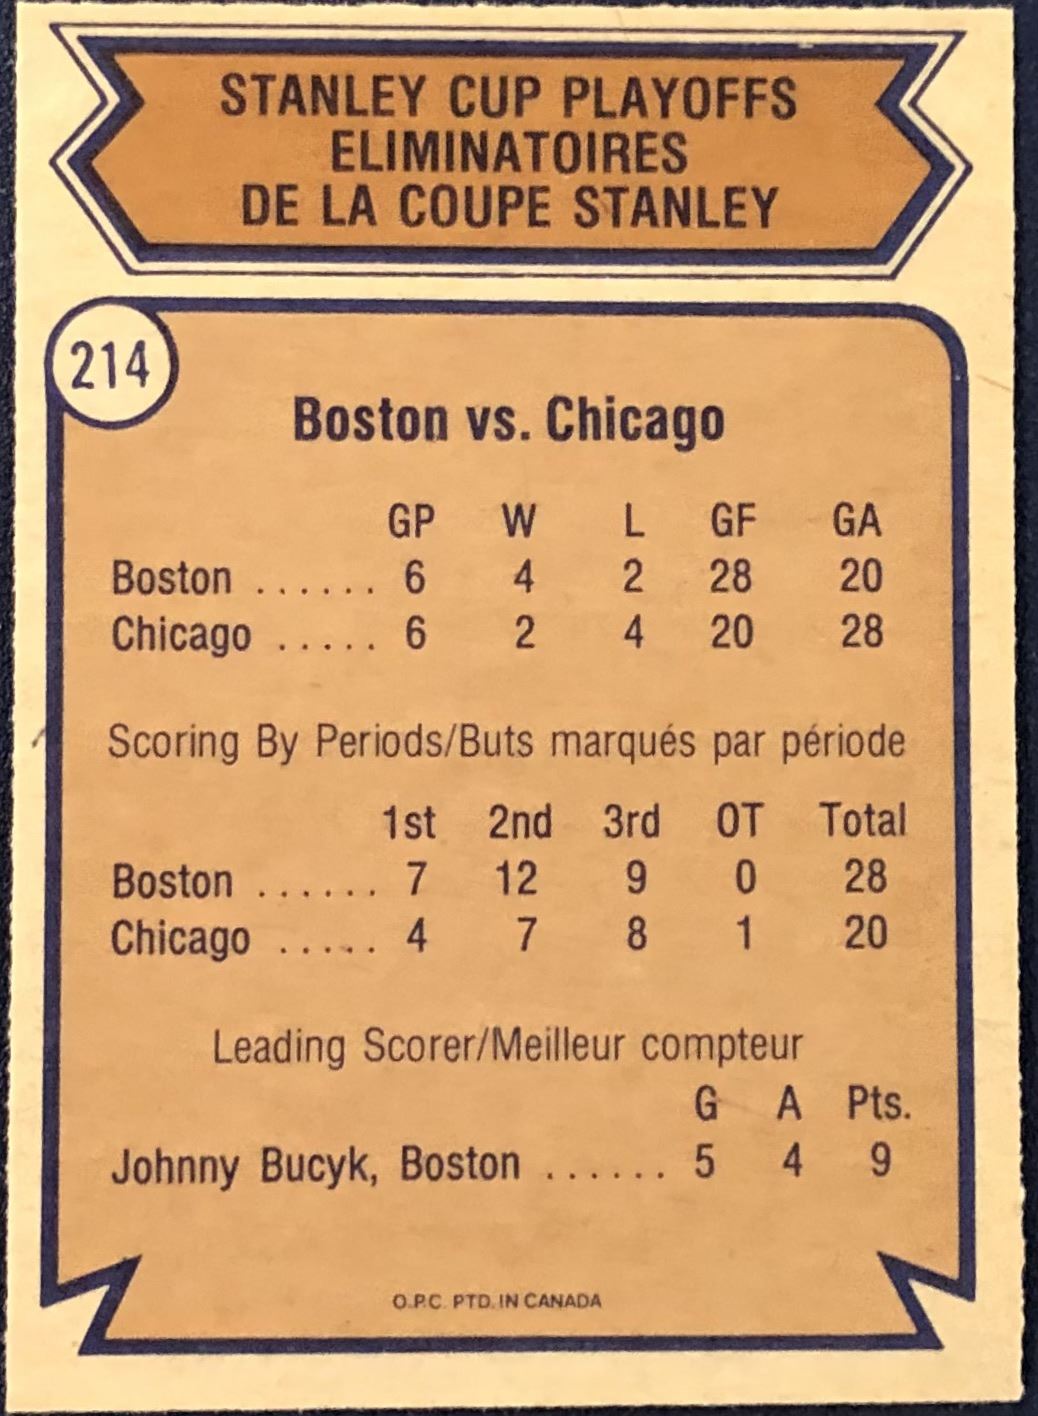 STANLEY CUP PLAYOFFS
ELIMINATOIRES
DE LA COUPE STANLEY
214
Boston vs. Chicago
GP W L GF GA
Boston ...... 6 4 2 28 20
Chicago ..... 6 2 4 20 28
Scoring By Periods/Buts marqués par période
1st 2nd 3rd OT Total
Boston ...... 7 12 9 0 28
Chicago ..... 4 7 8 1 20
Leading Scorer/Meilleur compteur
G A Pts.
Johnny Bucyk, Boston ...... 5 4 9
O.P.C. PTD. IN CANADA